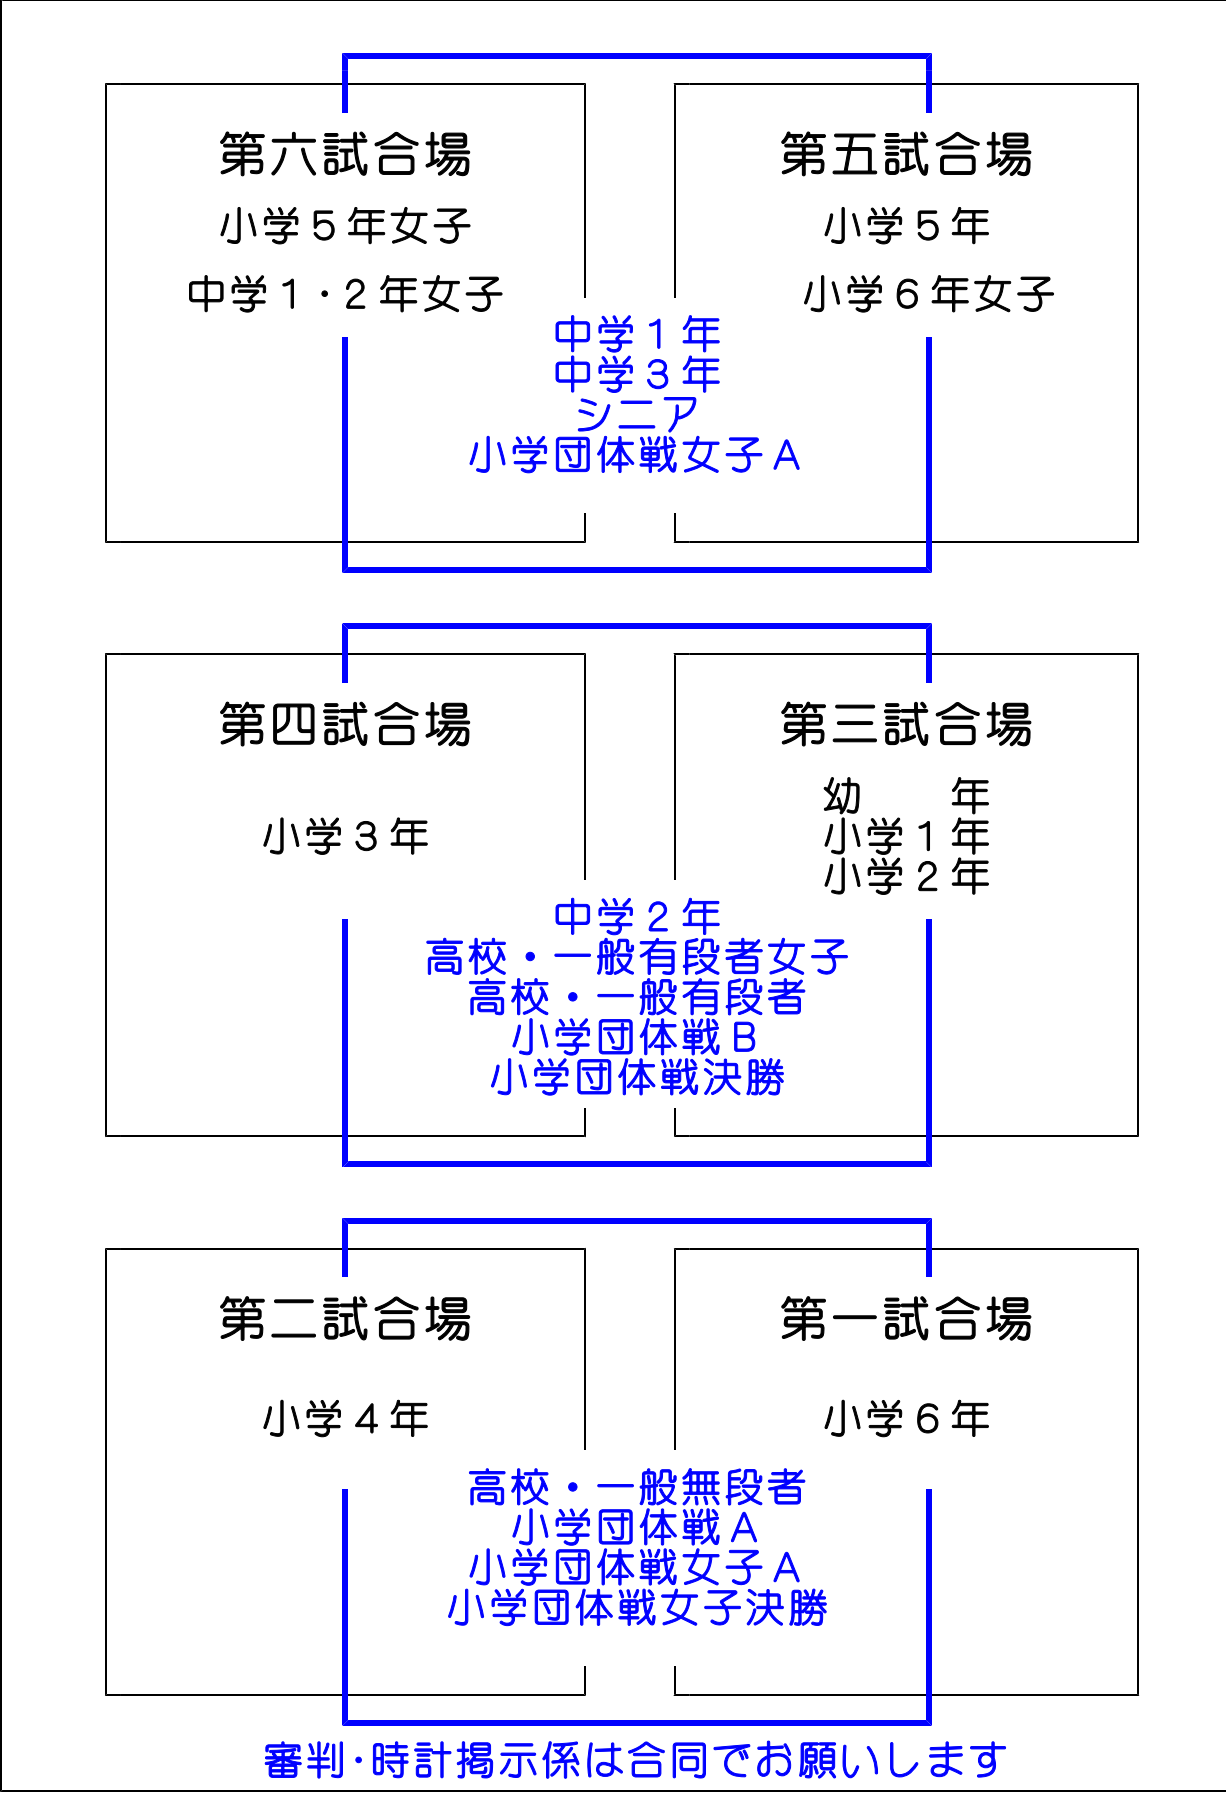 第六試合場
小学５年女子
中学１・２年女子
第五試合場
小学５年
小学６年女子
中学１年
中学３年
シニア
小学団体戦女子Ａ
第四試合場
小学３年
第三試合場
幼　　年
小学１年
小学２年
中学２年
高校・一般有段者女子
高校・一般有段者
小学団体戦Ｂ
小学団体戦決勝
第二試合場
小学４年
第一試合場
小学６年
高校・一般無段者
小学団体戦Ａ
小学団体戦女子Ａ
小学団体戦女子決勝
審判・時計掲示係は合同でお願いします